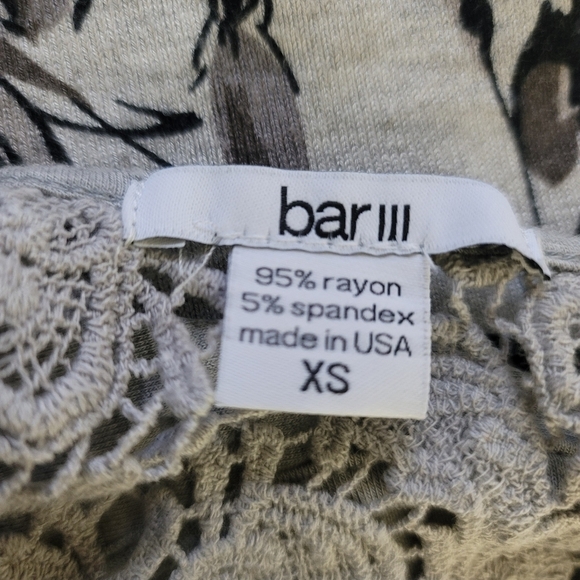 bar III
95% rayon
5% spandex
made in USA
XS